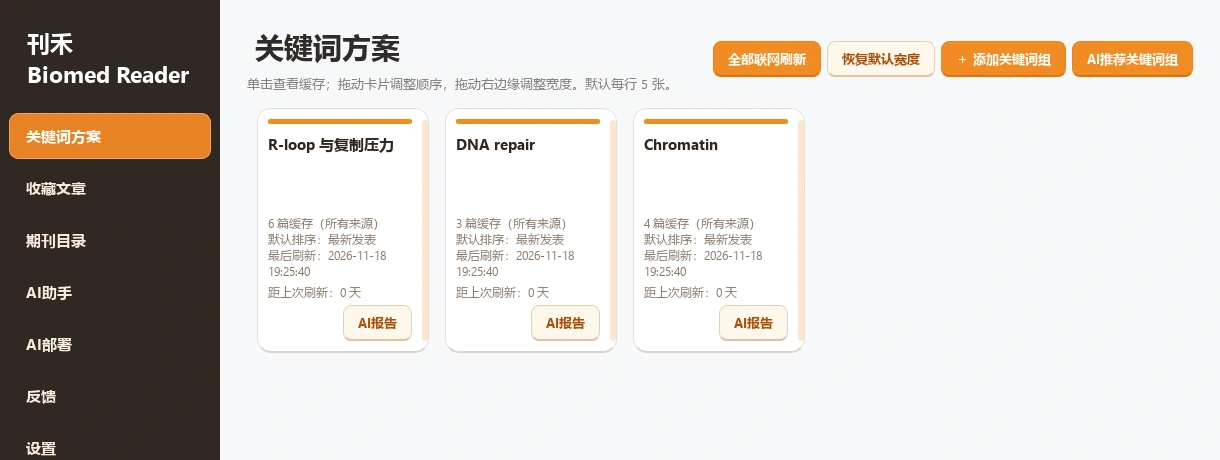 刊禾
Biomed Reader
关键词方案
收藏文章
期刊目录
AI助手
AI部署
反馈
设置
关键词方案
单击查看缓存；拖动卡片调整顺序，拖动右边缘调整宽度。默认每行 5 张。
全部联网刷新
恢复默认宽度
＋ 添加关键词组
AI推荐关键词组
R-loop 与复制压力
6 篇缓存（所有来源）
默认排序：最新发表
最后刷新：2026-11-18
19:25:40
距上次刷新：0 天
AI报告
DNA repair
3 篇缓存（所有来源）
默认排序：最新发表
最后刷新：2026-11-18
19:25:40
距上次刷新：0 天
AI报告
Chromatin
4 篇缓存（所有来源）
默认排序：最新发表
最后刷新：2026-11-18
19:25:40
距上次刷新：0 天
AI报告